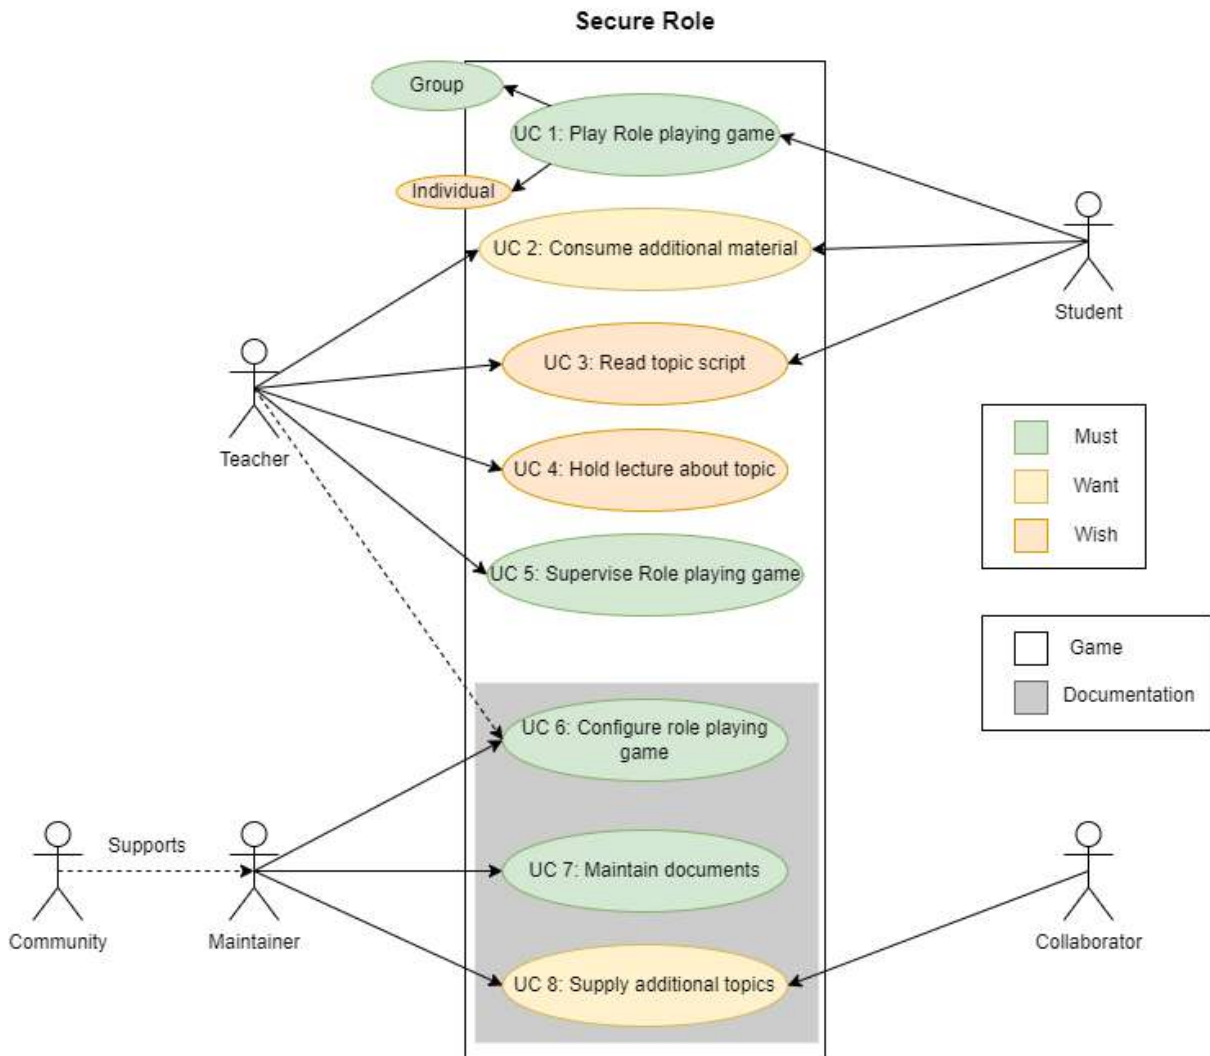 Secure Role
Group
UC 1: Play Role playing game
Individual
UC 2: Consume additional material
Student
UC 3: Read topic script
Teacher
UC 4: Hold lecture about topic
Must
Want
Wish
UC 5: Supervise Role playing game
Game
Documentation
UC 6: Configure role playing
game
Supports
UC 7: Maintain documents
Community
Maintainer
Collaborator
UC 8: Supply additional topics